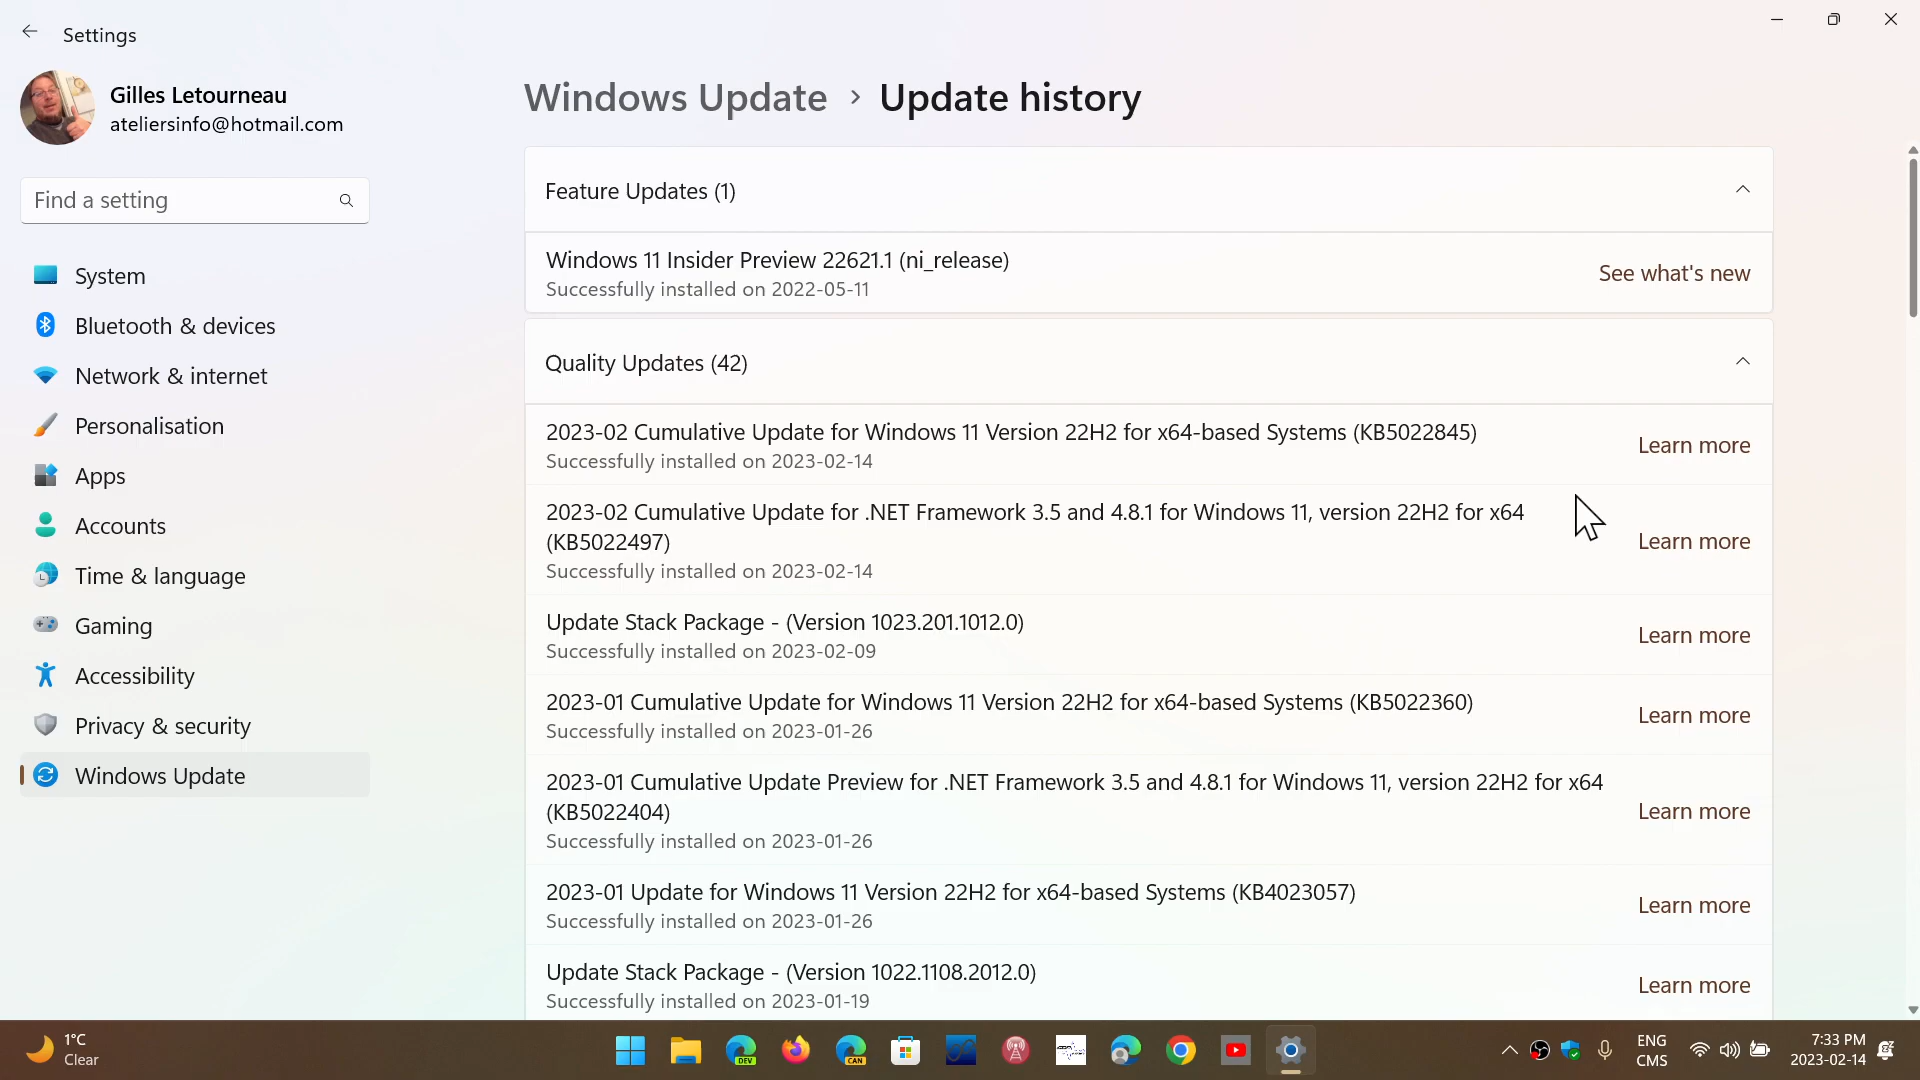 Settings
Gilles Letourneau
ateliersinfo@hotmail.com
Find a setting
System
Bluetooth & devices
Network & internet
Personalisation
Apps
Accounts
Time & language
Gaming
Accessibility
Privacy & security
Windows Update
Windows Update > Update history
Feature Updates (1)
Windows 11 Insider Preview 22621.1 (ni_release)
Successfully installed on 2022-05-11
See what's new
Quality Updates (42)
2023-02 Cumulative Update for Windows 11 Version 22H2 for x64-based Systems (KB5022845)
Successfully installed on 2023-02-14
Learn more
2023-02 Cumulative Update for .NET Framework 3.5 and 4.8.1 for Windows 11, version 22H2 for x64
(KB5022497)
Successfully installed on 2023-02-14
Learn more
Update Stack Package - (Version 1023.201.1012.0)
Successfully installed on 2023-02-09
Learn more
2023-01 Cumulative Update for Windows 11 Version 22H2 for x64-based Systems (KB5022360)
Successfully installed on 2023-01-26
Learn more
2023-01 Cumulative Update Preview for .NET Framework 3.5 and 4.8.1 for Windows 11, version 22H2 for x64
(KB5022404)
Successfully installed on 2023-01-26
Learn more
2023-01 Update for Windows 11 Version 22H2 for x64-based Systems (KB4023057)
Successfully installed on 2023-01-26
Learn more
Update Stack Package - (Version 1022.1108.2012.0)
Successfully installed on 2023-01-19
Learn more
1°C
Clear
DEV
CAN
ENG
CMS
7:33 PM
2023-02-14